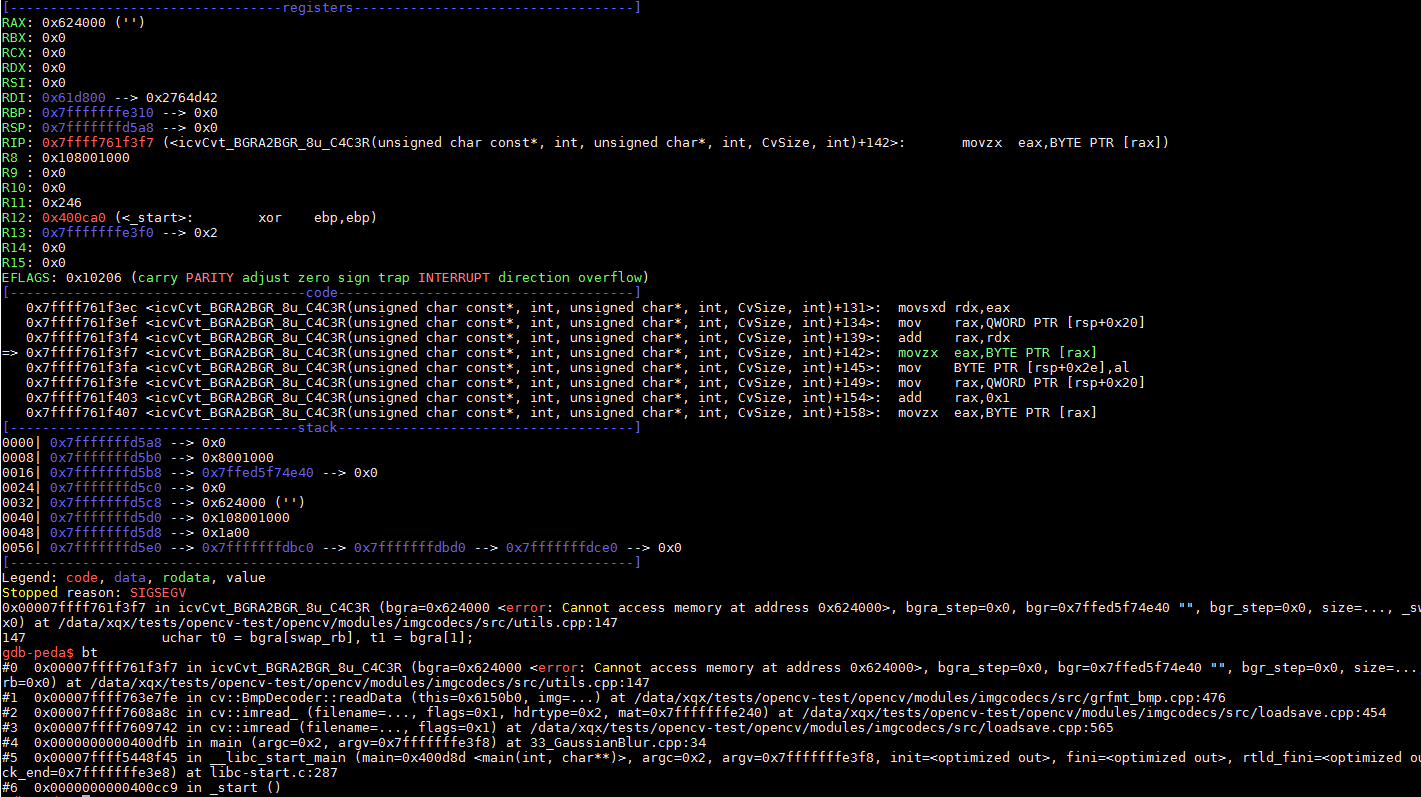 [----------------------------------registers-----------------------------------]
RAX: 0x624000 ('')
RBX: 0x0
RCX: 0x0
RDX: 0x0
RSI: 0x0
RDI: 0x61d800 --> 0x2764d42
RBP: 0x7fffffffe310 --> 0x0
RSP: 0x7fffffffd5a8 --> 0x0
RIP: 0x7ffff761f3f7 (<icvCvt_BGRA2BGR_8u_C4C3R(unsigned char const*, int, unsigned char*, int, CvSize, int)+142>:       movzx  eax,BYTE PTR [rax])
R8 : 0x108001000
R9 : 0x0
R10: 0x0
R11: 0x246
R12: 0x400ca0 (<_start>:        xor    ebp,ebp)
R13: 0x7fffffffe3f0 --> 0x2
R14: 0x0
R15: 0x0
EFLAGS: 0x10206 (carry PARITY adjust zero sign trap INTERRUPT direction overflow)
[-------------------------------------code-------------------------------------]
   0x7ffff761f3ec <icvCvt_BGRA2BGR_8u_C4C3R(unsigned char const*, int, unsigned char*, int, CvSize, int)+131>:  movsxd rdx,eax
   0x7ffff761f3ef <icvCvt_BGRA2BGR_8u_C4C3R(unsigned char const*, int, unsigned char*, int, CvSize, int)+134>:  mov    rax,QWORD PTR [rsp+0x20]
   0x7ffff761f3f4 <icvCvt_BGRA2BGR_8u_C4C3R(unsigned char const*, int, unsigned char*, int, CvSize, int)+139>:  add    rax,rdx
=> 0x7ffff761f3f7 <icvCvt_BGRA2BGR_8u_C4C3R(unsigned char const*, int, unsigned char*, int, CvSize, int)+142>:  movzx  eax,BYTE PTR [rax]
   0x7ffff761f3fa <icvCvt_BGRA2BGR_8u_C4C3R(unsigned char const*, int, unsigned char*, int, CvSize, int)+145>:  mov    BYTE PTR [rsp+0x2e],al
   0x7ffff761f3fe <icvCvt_BGRA2BGR_8u_C4C3R(unsigned char const*, int, unsigned char*, int, CvSize, int)+149>:  mov    rax,QWORD PTR [rsp+0x20]
   0x7ffff761f403 <icvCvt_BGRA2BGR_8u_C4C3R(unsigned char const*, int, unsigned char*, int, CvSize, int)+154>:  add    rax,0x1
   0x7ffff761f407 <icvCvt_BGRA2BGR_8u_C4C3R(unsigned char const*, int, unsigned char*, int, CvSize, int)+158>:  movzx  eax,BYTE PTR [rax]
[------------------------------------stack-------------------------------------]
0000| 0x7fffffffd5a8 --> 0x0
0008| 0x7fffffffd5b0 --> 0x8001000
0016| 0x7fffffffd5b8 --> 0x7ffed5f74e40 --> 0x0
0024| 0x7fffffffd5c0 --> 0x0
0032| 0x7fffffffd5c8 --> 0x624000 ('')
0040| 0x7fffffffd5d0 --> 0x108001000
0048| 0x7fffffffd5d8 --> 0x1a00
0056| 0x7fffffffd5e0 --> 0x7fffffffdbc0 --> 0x7fffffffdbd0 --> 0x7fffffffdce0 --> 0x0
[------------------------------------------------------------------------------]
Legend: code, data, rodata, value
Stopped reason: SIGSEGV
0x00007ffff761f3f7 in icvCvt_BGRA2BGR_8u_C4C3R (bgra=0x624000 <error: Cannot access memory at address 0x624000>, bgra_step=0x0, bgr=0x7ffed5f74e40 "", bgr_step=0x0, size=..., _sw
x0) at /data/xqx/tests/opencv-test/opencv/modules/imgcodecs/src/utils.cpp:147
147                 uchar t0 = bgra[swap_rb], t1 = bgra[1];
gdb-peda$ bt
#0  0x00007ffff761f3f7 in icvCvt_BGRA2BGR_8u_C4C3R (bgra=0x624000 <error: Cannot access memory at address 0x624000>, bgra_step=0x0, bgr=0x7ffed5f74e40 "", bgr_step=0x0, size=...
rb=0x0) at /data/xqx/tests/opencv-test/opencv/modules/imgcodecs/src/utils.cpp:147
#1  0x00007ffff763e7fe in cv::BmpDecoder::readData (this=0x6150b0, img=...) at /data/xqx/tests/opencv-test/opencv/modules/imgcodecs/src/grfmt_bmp.cpp:476
#2  0x00007ffff7608a8c in cv::imread_ (filename=..., flags=0x1, hdrtype=0x2, mat=0x7fffffffe240) at /data/xqx/tests/opencv-test/opencv/modules/imgcodecs/src/loadsave.cpp:454
#3  0x00007ffff7609742 in cv::imread (filename=..., flags=0x1) at /data/xqx/tests/opencv-test/opencv/modules/imgcodecs/src/loadsave.cpp:565
#4  0x0000000000400dfb in main (argc=0x2, argv=0x7fffffffe3f8) at 33_GaussianBlur.cpp:34
#5  0x00007ffff5448f45 in __libc_start_main (main=0x400d8d <main(int, char**)>, argc=0x2, argv=0x7fffffffe3f8, init=<optimized out>, fini=<optimized out>, rtld_fini=<optimized ou
ck_end=0x7fffffffe3e8) at libc-start.c:287
#6  0x0000000000400cc9 in _start ()